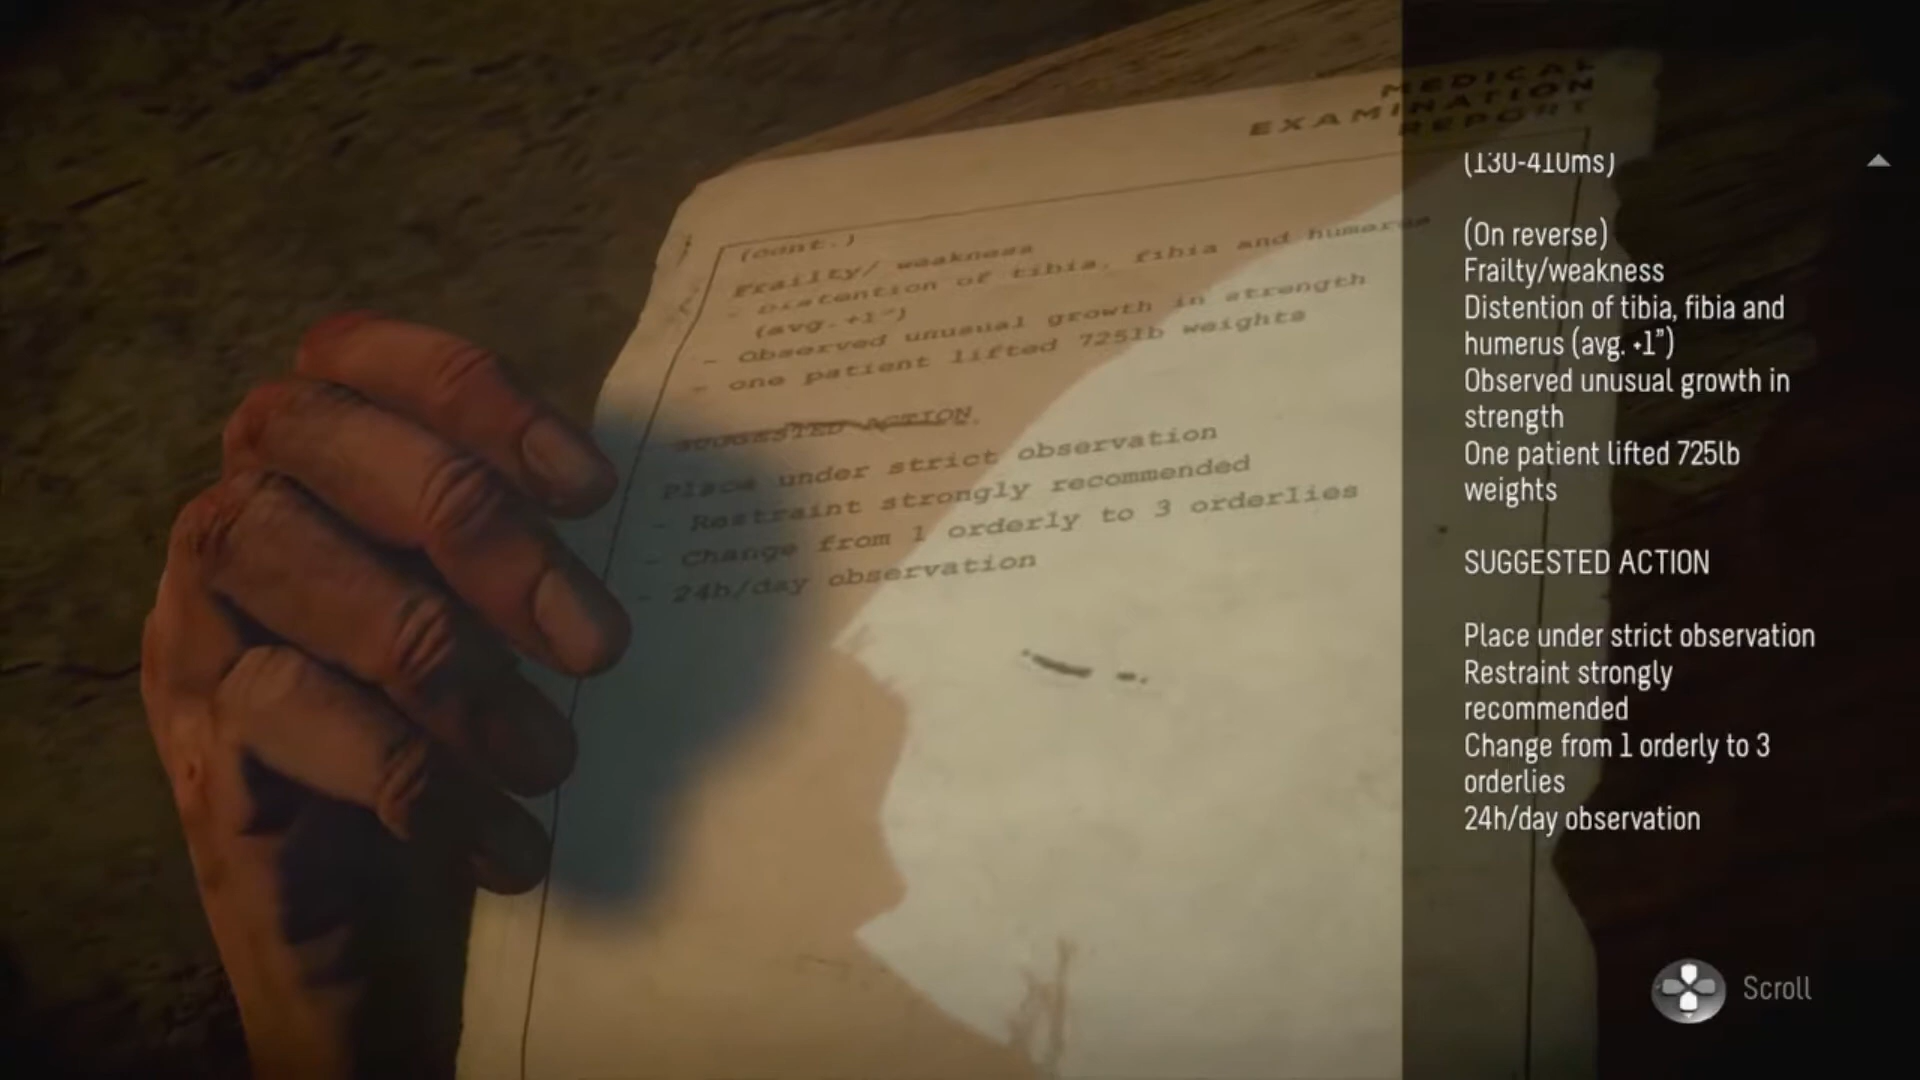 MEDICAL
EXAMINATION
REPORT
(cont.)
Frailty/ weakness
- Distention of tibia, fibia and humerus
(avg.+1")
- Observed unusual growth in strength
- one patient lifted 725lb weights
SUGGESTED ACTION
Place under strict observation
- Restraint strongly recommended
- Change from 1 orderly to 3 orderlies
- 24h/day observation
(130-410ms)
(On reverse)
Frailty/weakness
Distention of tibia, fibia and
humerus (avg. +1”)
Observed unusual growth in
strength
One patient lifted 725lb
weights
SUGGESTED ACTION
Place under strict observation
Restraint strongly
recommended
Change from 1 orderly to 3
orderlies
24h/day observation
Scroll